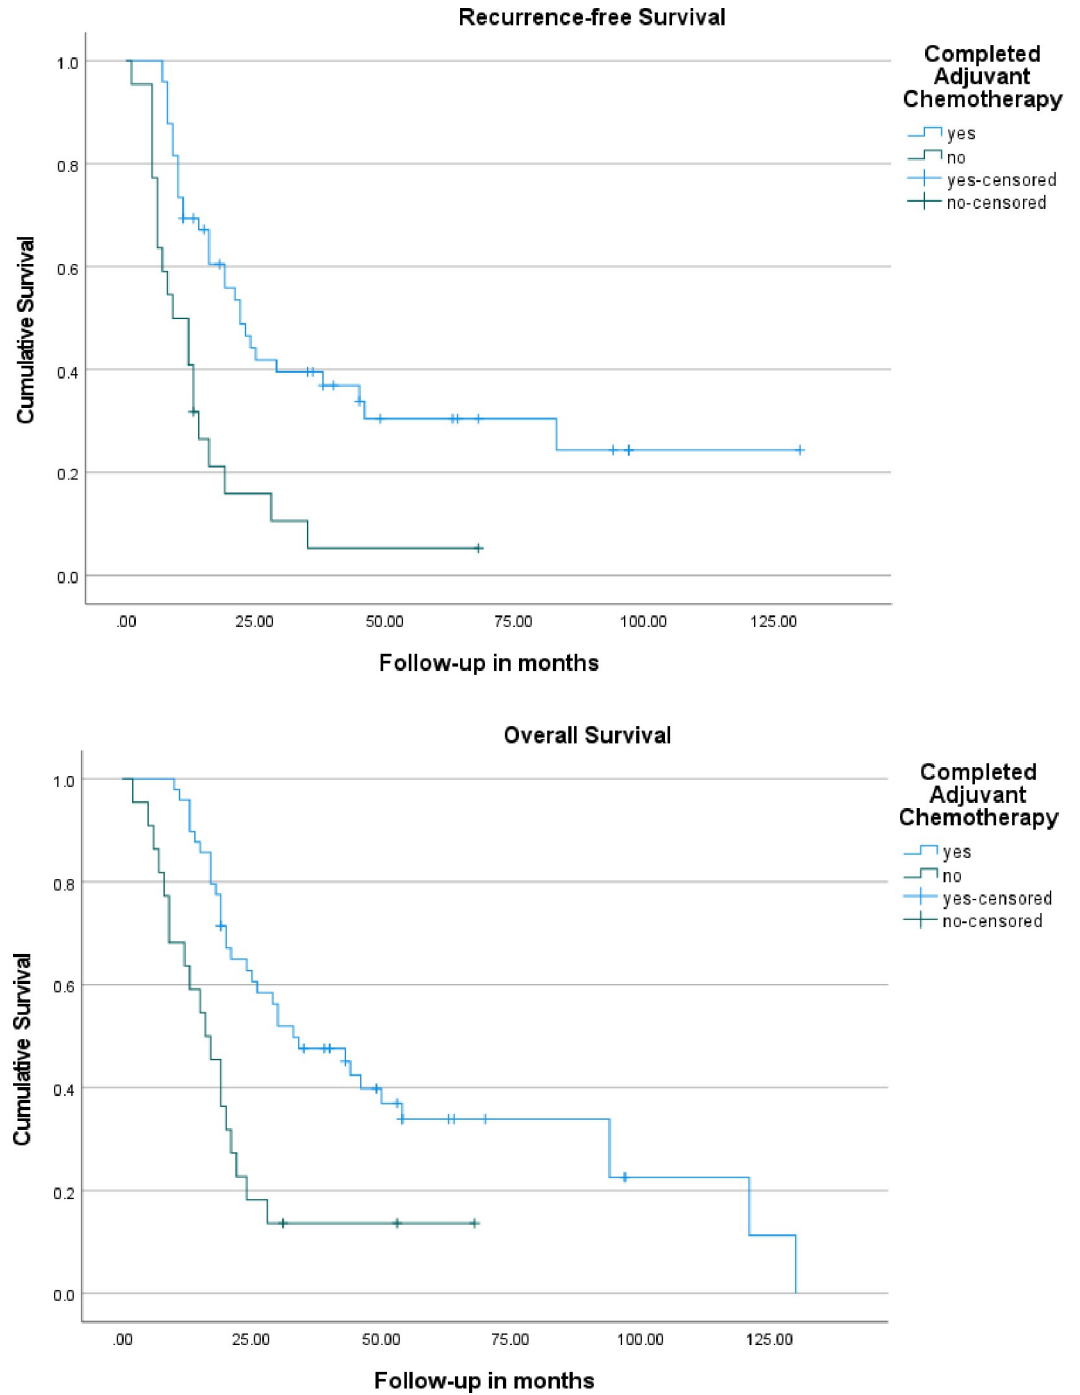 Recurrence-free Survival
Completed
Adjuvant
Chemotherapy
yes
no
yes-censored
no-censored
Cumulative Survival
1.0
0.8
0.6
0.4
0.2
0.0
.00 25.00 50.00 75.00 100.00 125.00
Follow-up in months
Overall Survival
Completed
Adjuvant
Chemotherapy
yes
no
yes-censored
no-censored
Cumulative Survival
1.0
0.8
0.6
0.4
0.2
0.0
.00 25.00 50.00 75.00 100.00 125.00
Follow-up in months